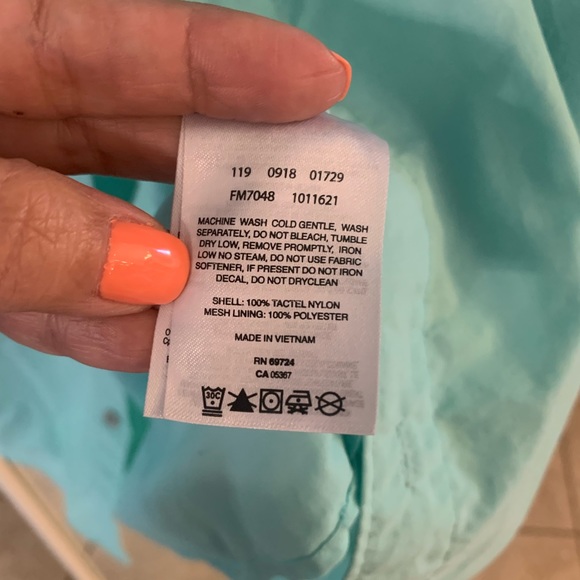 119 0918 01729
FM7048 1011621
MACHINE WASH COLD GENTLE, WASH
SEPARATELY, DO NOT BLEACH, TUMBLE
DRY LOW, REMOVE PROMPTLY, IRON
LOW NO STEAM, DO NOT USE FABRIC
SOFTENER, IF PRESENT DO NOT IRON
DECAL, DO NOT DRYCLEAN
SHELL: 100% TACTEL NYLON
MESH LINING: 100% POLYESTER
MADE IN VIETNAM
RN 69724
CA 05367
30C